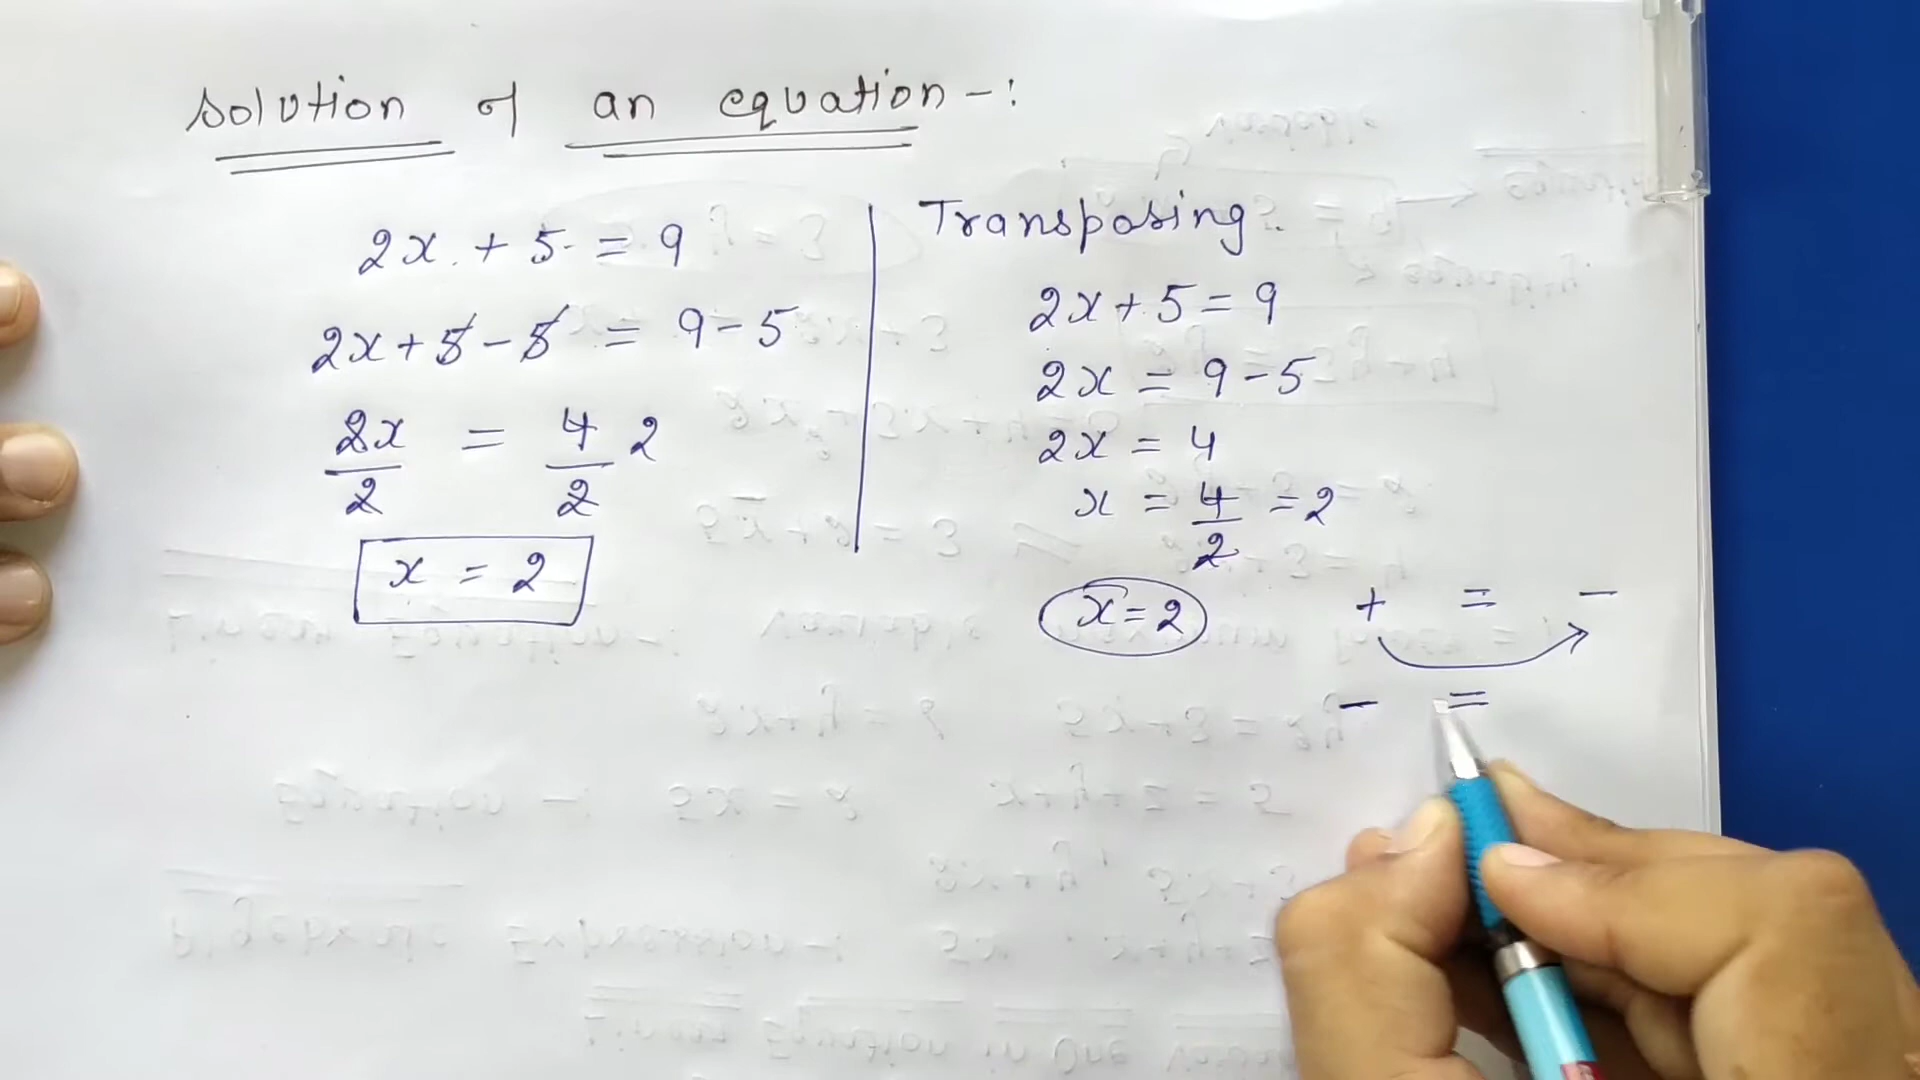 Solution of an equation -:
2x + 5 = 9
2x + 5 - 5 = 9 - 5
2x/2 = 4/2 2
x = 2
Transposing
2x + 5 = 9
2x = 9 - 5
2x = 4
x = 4/2 = 2
x = 2
+ = -
- =